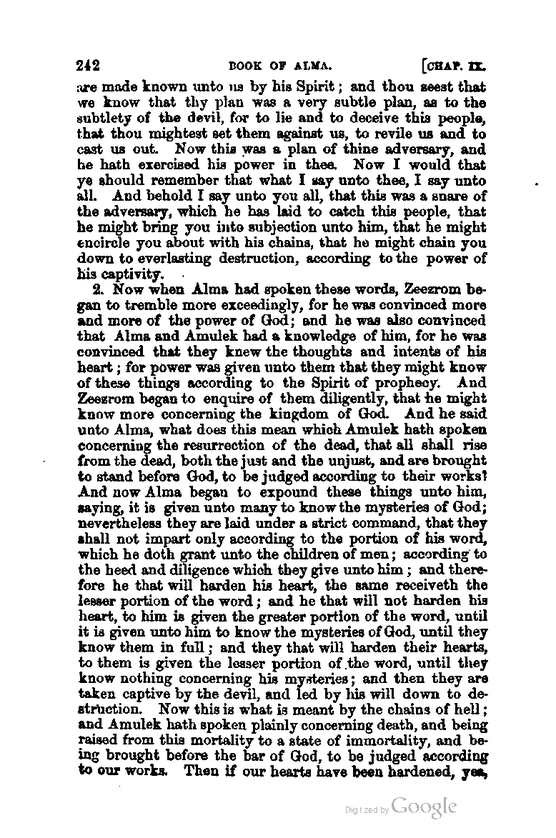 242 BOOK OF ALMA. [CHAP. IX.
are made known unto us by his Spirit; and thou seest that
we know that thy plan was a very subtle plan, as to the
subtlety of the devil, for to lie and to deceive this people,
that thou mightest set them against us, to revile us and to
cast us out. Now this was a plan of thine adversary, and
he hath exercised his power in thee. Now I would that
ye should remember that what I say unto thee, I say unto
all. And behold I say unto you all, that this was a snare of
the adversary, which he has laid to catch this people, that
he might bring you into subjection unto him, that he might
encircle you about with his chains, that he might chain you
down to everlasting destruction, according to the power of
his captivity.
2. Now when Alma had spoken these words, Zeezrom be-
gan to tremble more exceedingly, for he was convinced more
and more of the power of God; and he was also convinced
that Alma and Amulek had a knowledge of him, for he was
convinced that they knew the thoughts and intents of his
heart; for power was given unto them that they might know
of these things according to the Spirit of prophecy. And
Zeezrom began to enquire of them diligently, that he might
know more concerning the kingdom of God. And he said
unto Alma, what does this mean which Amulek hath spoken
concerning the resurrection of the dead, that all shall rise
from the dead, both the just and the unjust, and are brought
to stand before God, to be judged according to their works?
And now Alma began to expound these things unto him,
saying, it is given unto many to know the mysteries of God;
nevertheless they are laid under a strict command, that they
shall not impart only according to the portion of his word,
which he doth grant unto the children of men; according to
the heed and diligence which they give unto him; and there-
fore he that will harden his heart, the same receiveth the
lesser portion of the word; and he that will not harden his
heart, to him is given the greater portion of the word, until
it is given unto him to know the mysteries of God, until they
know them in full; and they that will harden their hearts,
to them is given the lesser portion of the word, until they
know nothing concerning his mysteries; and then they are
taken captive by the devil, and led by his will down to de-
struction. Now this is what is meant by the chains of hell;
and Amulek hath spoken plainly concerning death, and being
raised from this mortality to a state of immortality, and be-
ing brought before the bar of God, to be judged according
to our works. Then if our hearts have been hardened, yea,
Digitized by Google